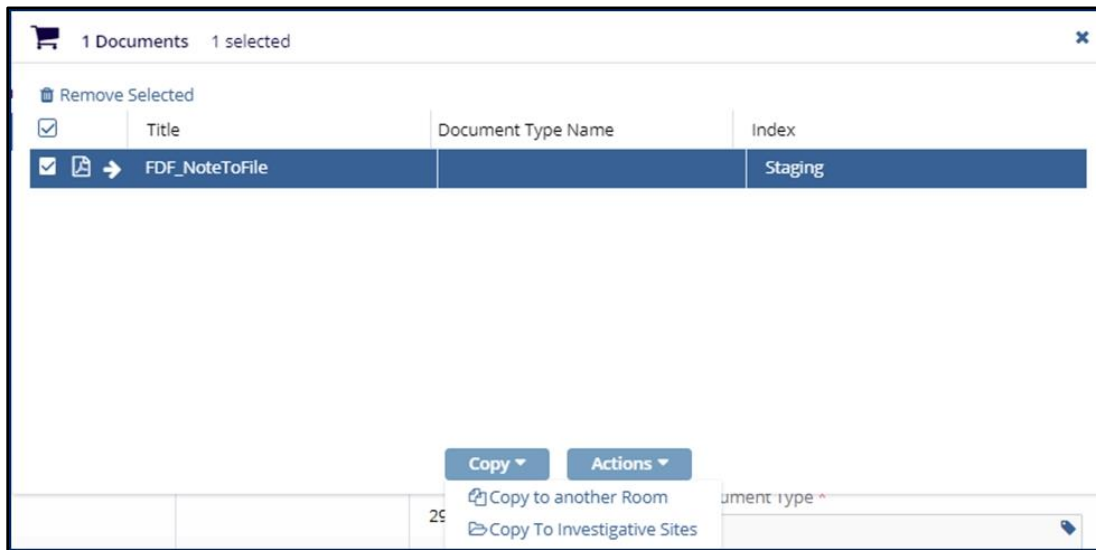 1 Documents 1 selected
Remove Selected
Title Document Type Name Index
FDF_NoteToFile Staging
Copy Actions
Copy to another Room
ument Type *
29
Copy To Investigative Sites